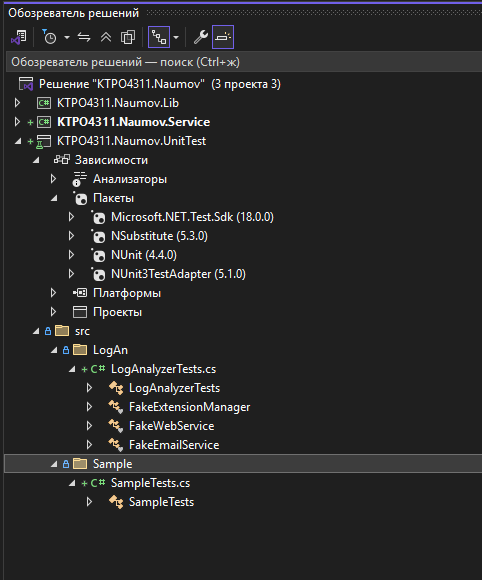 Обозреватель решений
Обозреватель решений — поиск (Ctrl+ж)
Решение "KTPO4311.Naumov" (3 проекта 3)
C# KTPO4311.Naumov.Lib
+ C# KTPO4311.Naumov.Service
+ KTPO4311.Naumov.UnitTest
Зависимости
Анализаторы
Пакеты
Microsoft.NET.Test.Sdk (18.0.0)
NSubstitute (5.3.0)
NUnit (4.4.0)
NUnit3TestAdapter (5.1.0)
Платформы
Проекты
src
LogAn
+ C# LogAnalyzerTests.cs
LogAnalyzerTests
FakeExtensionManager
FakeWebService
FakeEmailService
Sample
+ C# SampleTests.cs
SampleTests